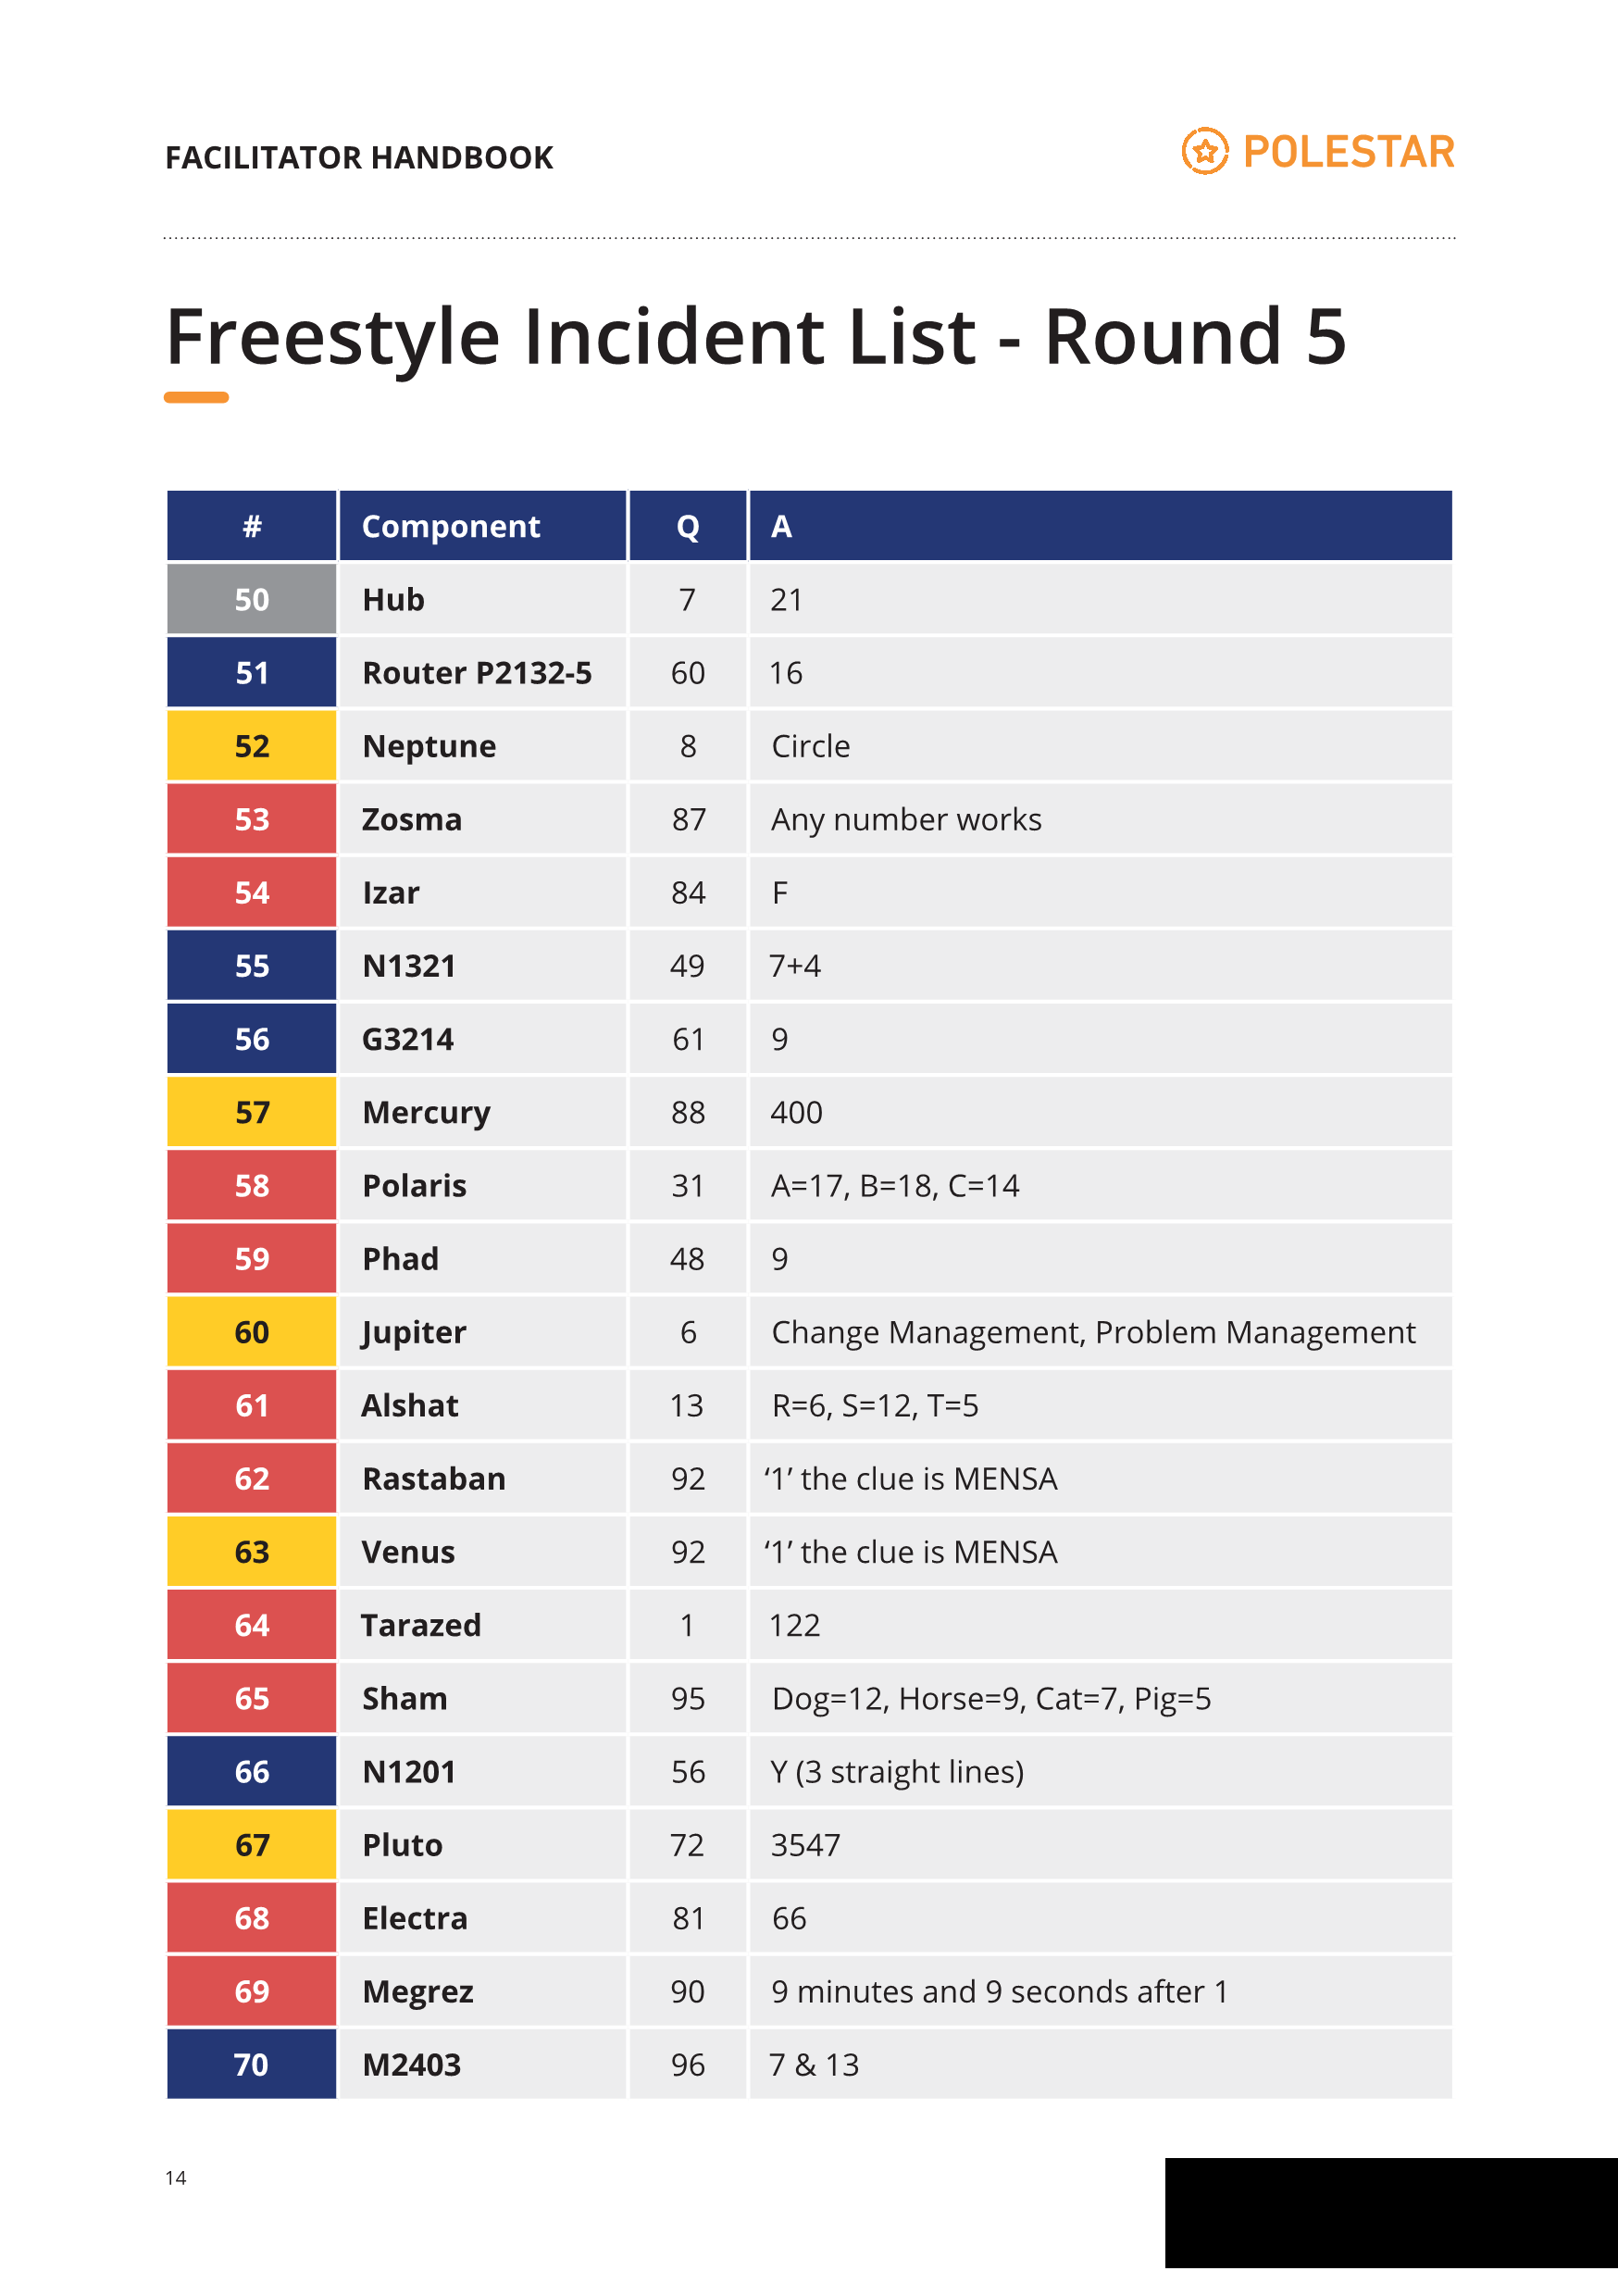 FACILITATOR HANDBOOK
POLESTAR
Freestyle Incident List - Round 5
# Component Q A
50 Hub 7 21
51 Router P2132-5 60 16
52 Neptune 8 Circle
53 Zosma 87 Any number works
54 Izar 84 F
55 N1321 49 7+4
56 G3214 61 9
57 Mercury 88 400
58 Polaris 31 A=17, B=18, C=14
59 Phad 48 9
60 Jupiter 6 Change Management, Problem Management
61 Alshat 13 R=6, S=12, T=5
62 Rastaban 92 ‘1’ the clue is MENSA
63 Venus 92 ‘1’ the clue is MENSA
64 Tarazed 1 122
65 Sham 95 Dog=12, Horse=9, Cat=7, Pig=5
66 N1201 56 Y (3 straight lines)
67 Pluto 72 3547
68 Electra 81 66
69 Megrez 90 9 minutes and 9 seconds after 1
70 M2403 96 7 & 13
14